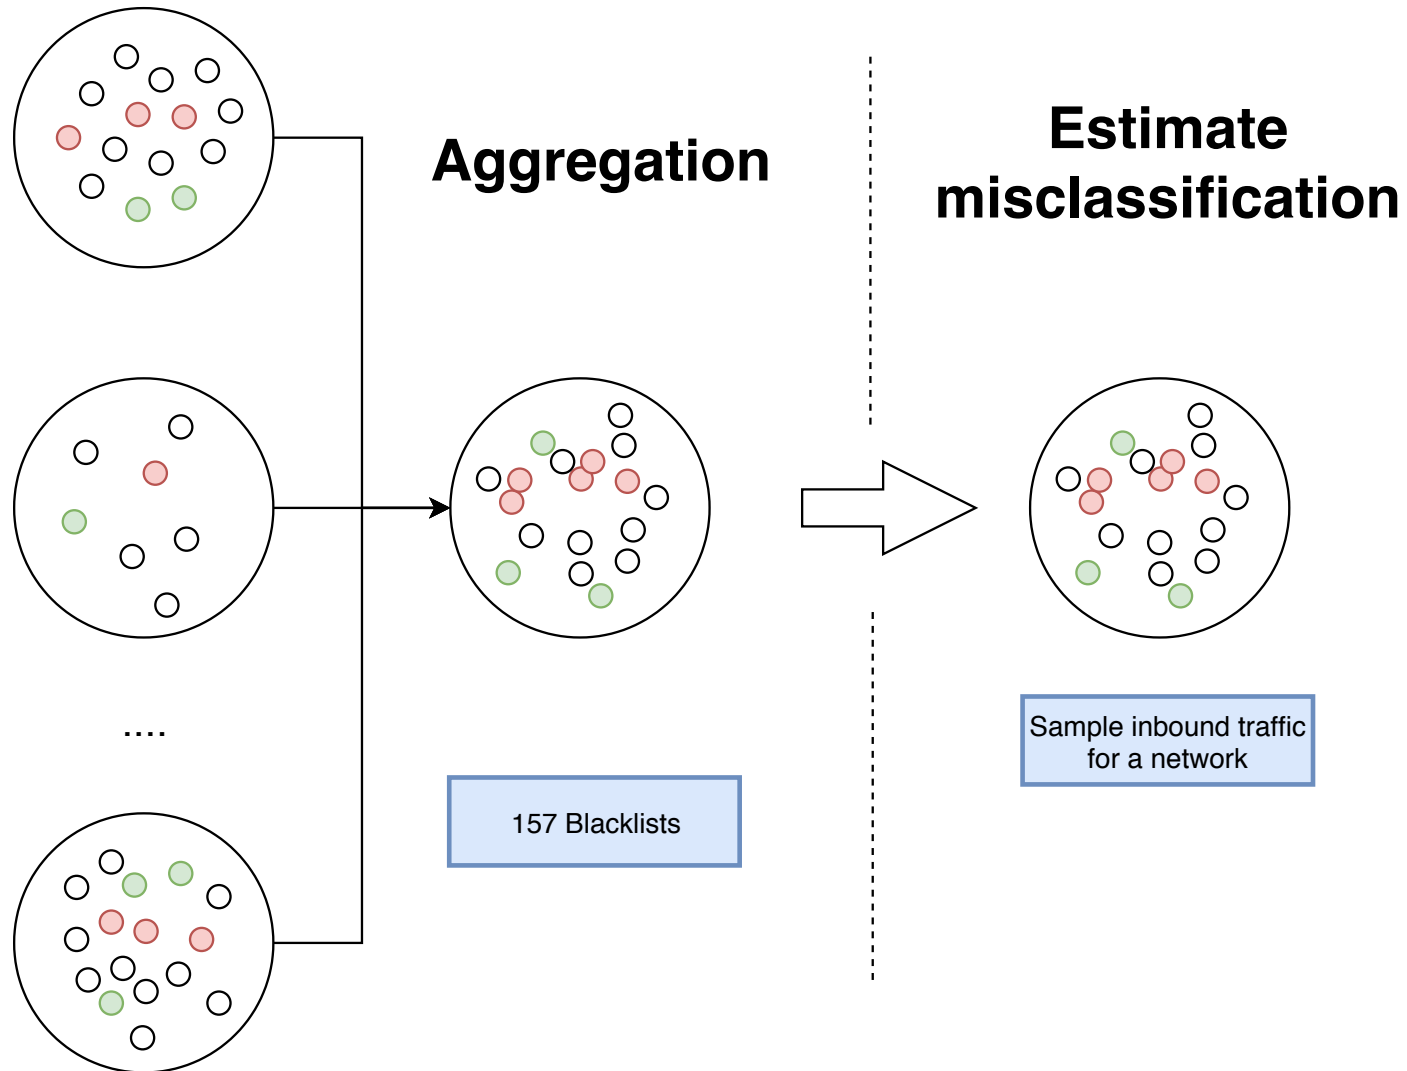 Aggregation
Estimate
misclassification
....
157 Blacklists
Sample inbound traffic
for a network